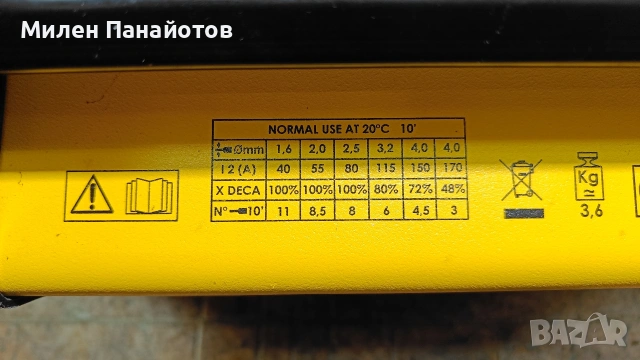 Милен Панайотов
NORMAL USE AT 20°C 10'
Ømm 1,6 2,0 2,5 3,2 4,0 4,0
I 2 (A) 40 55 80 115 150 170
X DECA 100% 100% 100% 80% 72% 48%
N° 10' 11 8,5 8 6 4,5 3
Kg
≃
3,6
BAZAR
bg